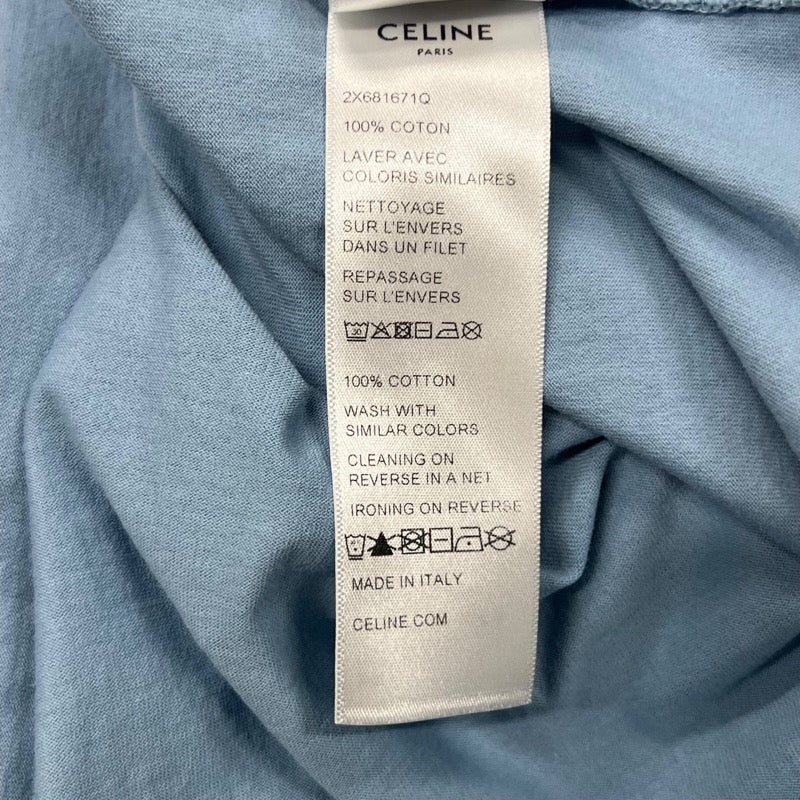 CELINE
PARIS
2X681671Q
100% COTON
LAVER AVEC
COLORIS SIMILAIRES
NETTOYAGE
SUR L'ENVERS
DANS UN FILET
REPASSAGE
SUR L'ENVERS
30
100% COTTON
WASH WITH
SIMILAR COLORS
CLEANING ON
REVERSE IN A NET
IRONING ON REVERSE
MADE IN ITALY
CELINE.COM